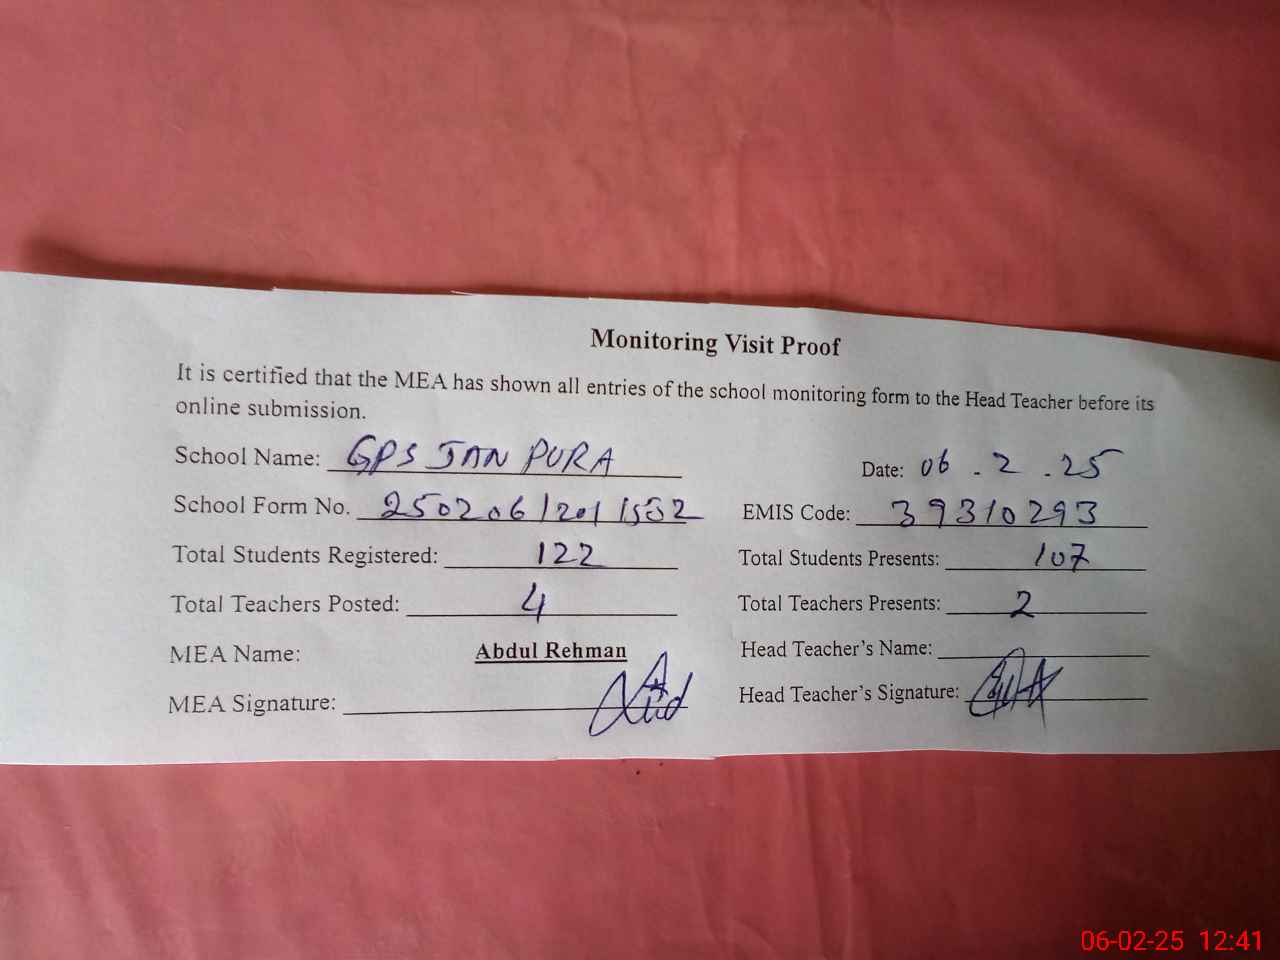 Monitoring Visit Proof
It is certified that the MEA has shown all entries of the school monitoring form to the Head Teacher before its
online submission.
School Name: GPS JAN PURA
Date: 06.2.25
School Form No. 250206/201/1552
EMIS Code: 39310293
Total Students Registered: 122
Total Students Presents: 107
Total Teachers Posted: 4
Total Teachers Presents: 2
MEA Name: Abdul Rehman
Head Teacher's Name:
MEA Signature:
Head Teacher's Signature:
06-02-25 12:41